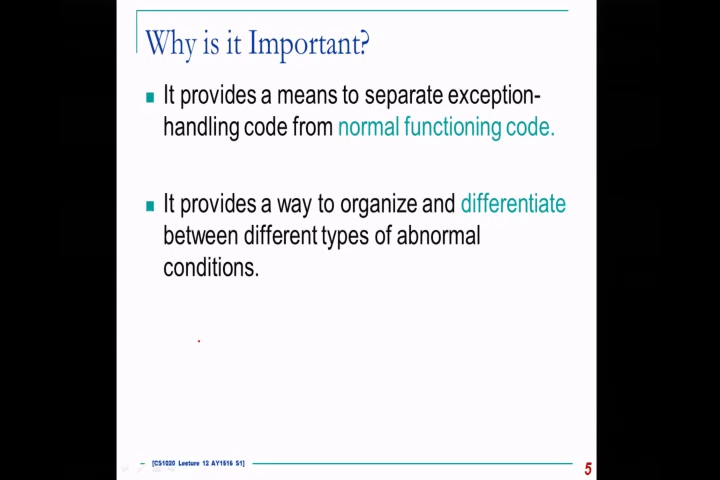 Why is it Important?
It provides a means to separate exception-
handling code from normal functioning code.
It provides a way to organize and differentiate
between different types of abnormal
conditions.
[CS1020 Lecture 12 AY1516 S1]
5